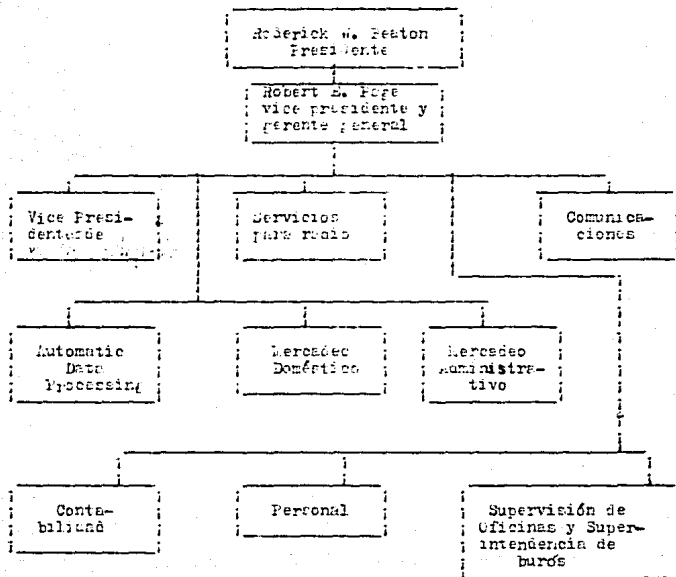 Roderick W. Beaton
Presidente
Robert E. Page
vice presidente y
gerente general
Vice Presi-
dente de
Servicios
para radio
Comunica-
ciones
Automatic
Data
Processing
Mercadeo
Doméstico
Mercadeo
Administra-
tivo
Conta-
bilidad
Personal
Supervisión de
Oficinas y Super-
intendencia de
burós